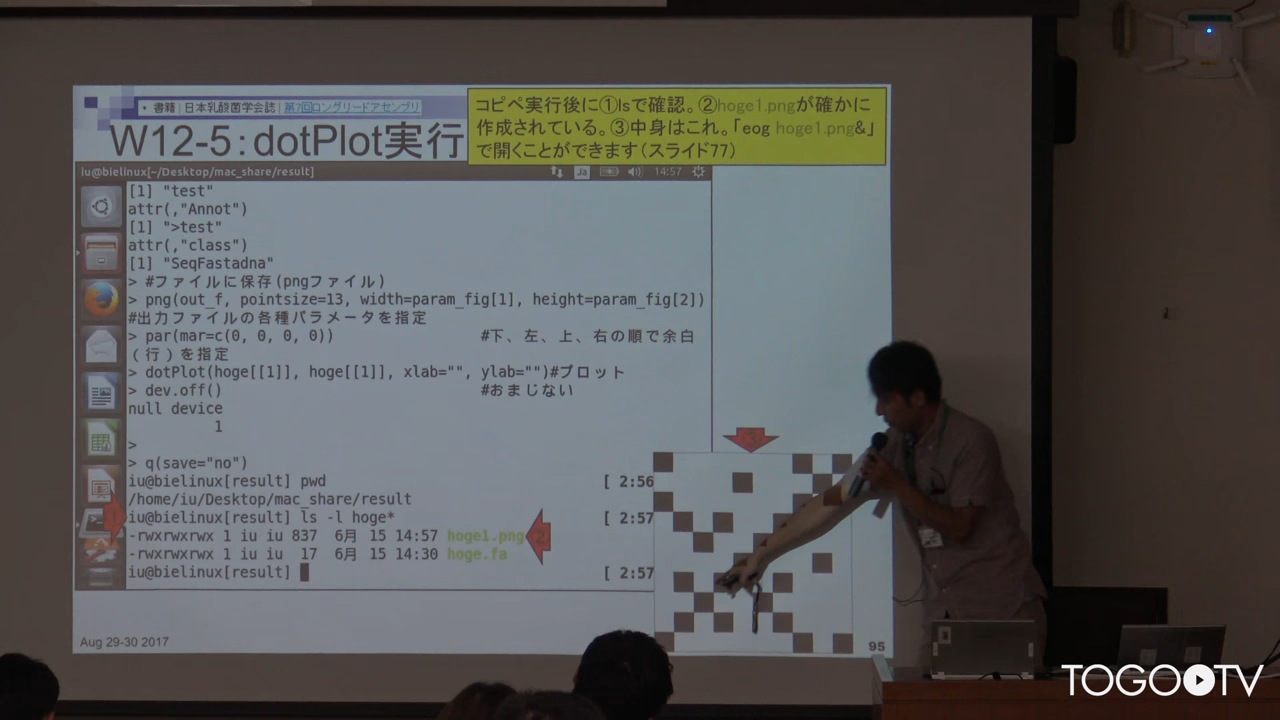 ・書籍 | 日本乳酸菌学会誌 | 第7回ロングリードアセンブリ
W12-5：dotPlot実行
コピペ実行後に①lsで確認。②hoge1.pngが確かに
作成されている。③中身はこれ。「eog hoge1.png&」
で開くことができます（スライド77）
iu@bielinux[~/Desktop/mac_share/result]
Ja
14:57
[1] "test"
attr(,"Annot")
[1] ">test"
attr(,"class")
[1] "SeqFastadna"
> #ファイルに保存(pngファイル)
> png(out_f, pointsize=13, width=param_fig[1], height=param_fig[2])
#出力ファイルの各種パラメータを指定
> par(mar=c(0, 0, 0, 0)) #下、左、上、右の順で余白
（行）を指定
> dotPlot(hoge[[1]], hoge[[1]], xlab="", ylab="")#プロット
> dev.off() #おまじない
null device
1
>
> q(save="no")
iu@bielinux[result] pwd [ 2:56
/home/iu/Desktop/mac_share/result
iu@bielinux[result] ls -l hoge* [ 2:57
-rwxrwxrwx 1 iu iu 837 6月 15 14:57 hoge1.png
-rwxrwxrwx 1 iu iu 17 6月 15 14:30 hoge.fa
iu@bielinux[result] [ 2:57
①
②
③
Aug 29-30 2017
95
TOGOTV